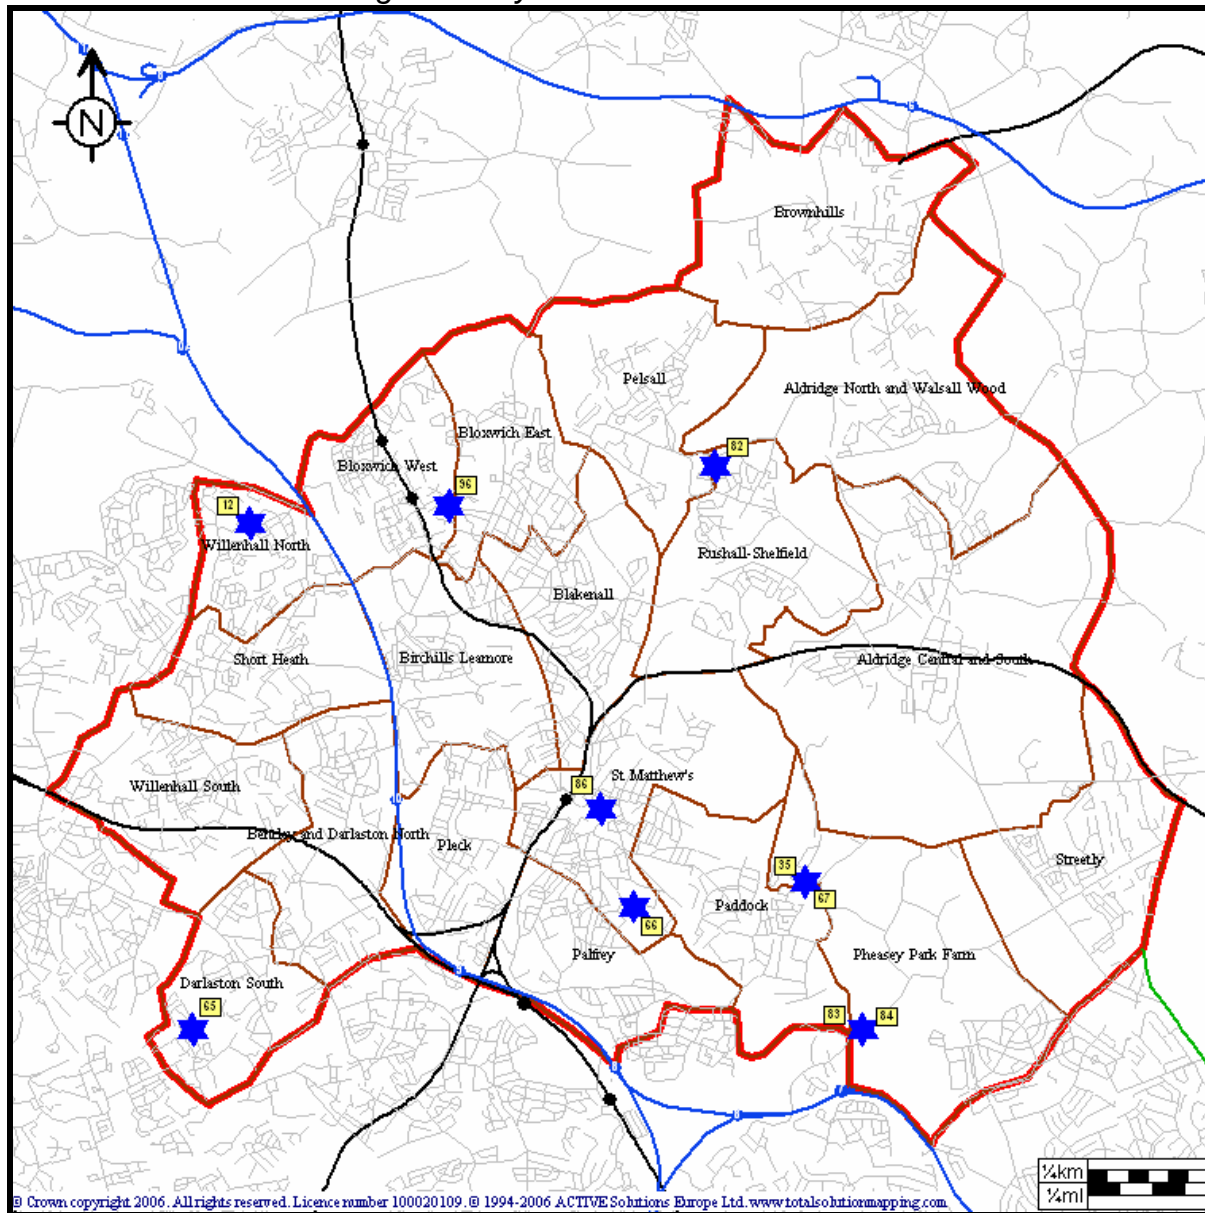 N
Brownhills
Pelsall
Aldridge North and Walsall Wood
Bloxwich East
82
Bloxwich West
96
12
Willenhall North
Rushall-Shelfield
Blakenall
Short Heath
Birchills Leamore
Aldridge Central and South
86
St. Matthew's
Willenhall South
Bentley and Darlaston North
Pleck
Streetly
35
67
Paddock
66
Palfrey
Pheasey Park Farm
Darlaston South
65
83
84
¼km
¼ml
© Crown copyright 2006. All rights reserved. Licence number 100020109. © 1994-2006 ACTIVE Solutions Europe Ltd. www.totalsolutionmapping.com